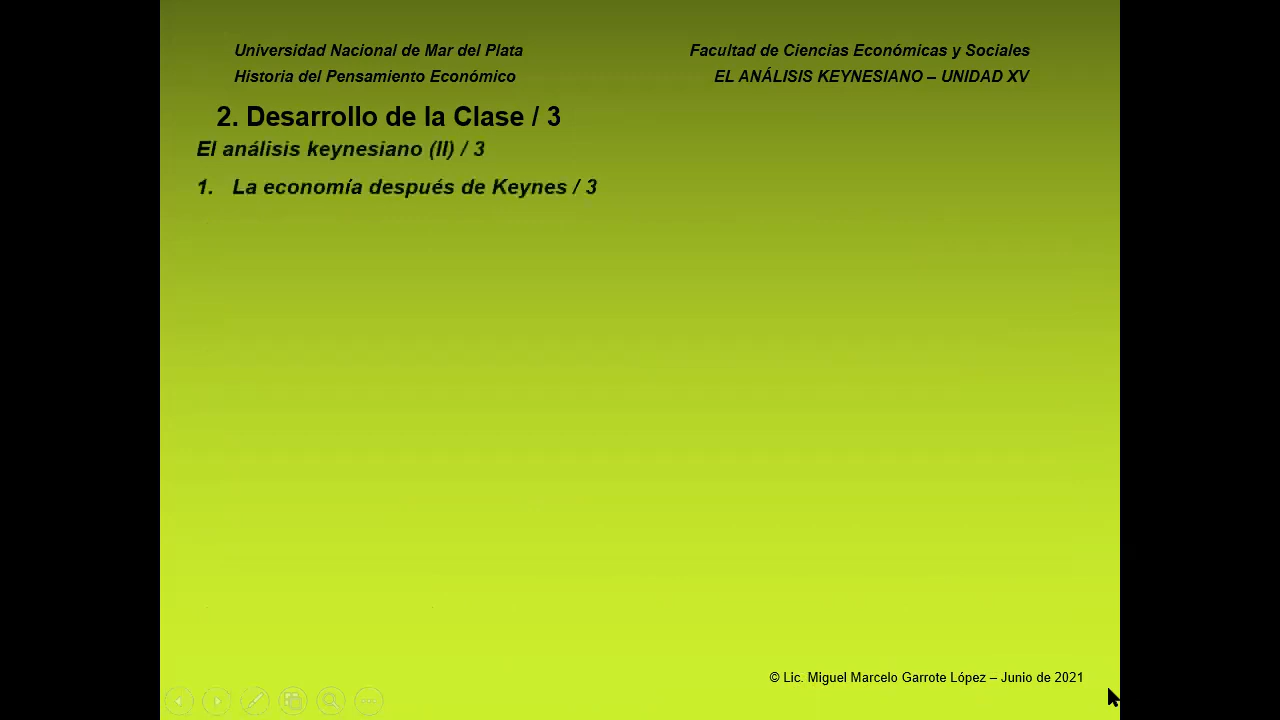 Universidad Nacional de Mar del Plata Facultad de Ciencias Económicas y Sociales
Historia del Pensamiento Económico EL ANÁLISIS KEYNESIANO – UNIDAD XV
2. Desarrollo de la Clase / 3
El análisis keynesiano (II) / 3
1. La economía después de Keynes / 3
© Lic. Miguel Marcelo Garrote López – Junio de 2021